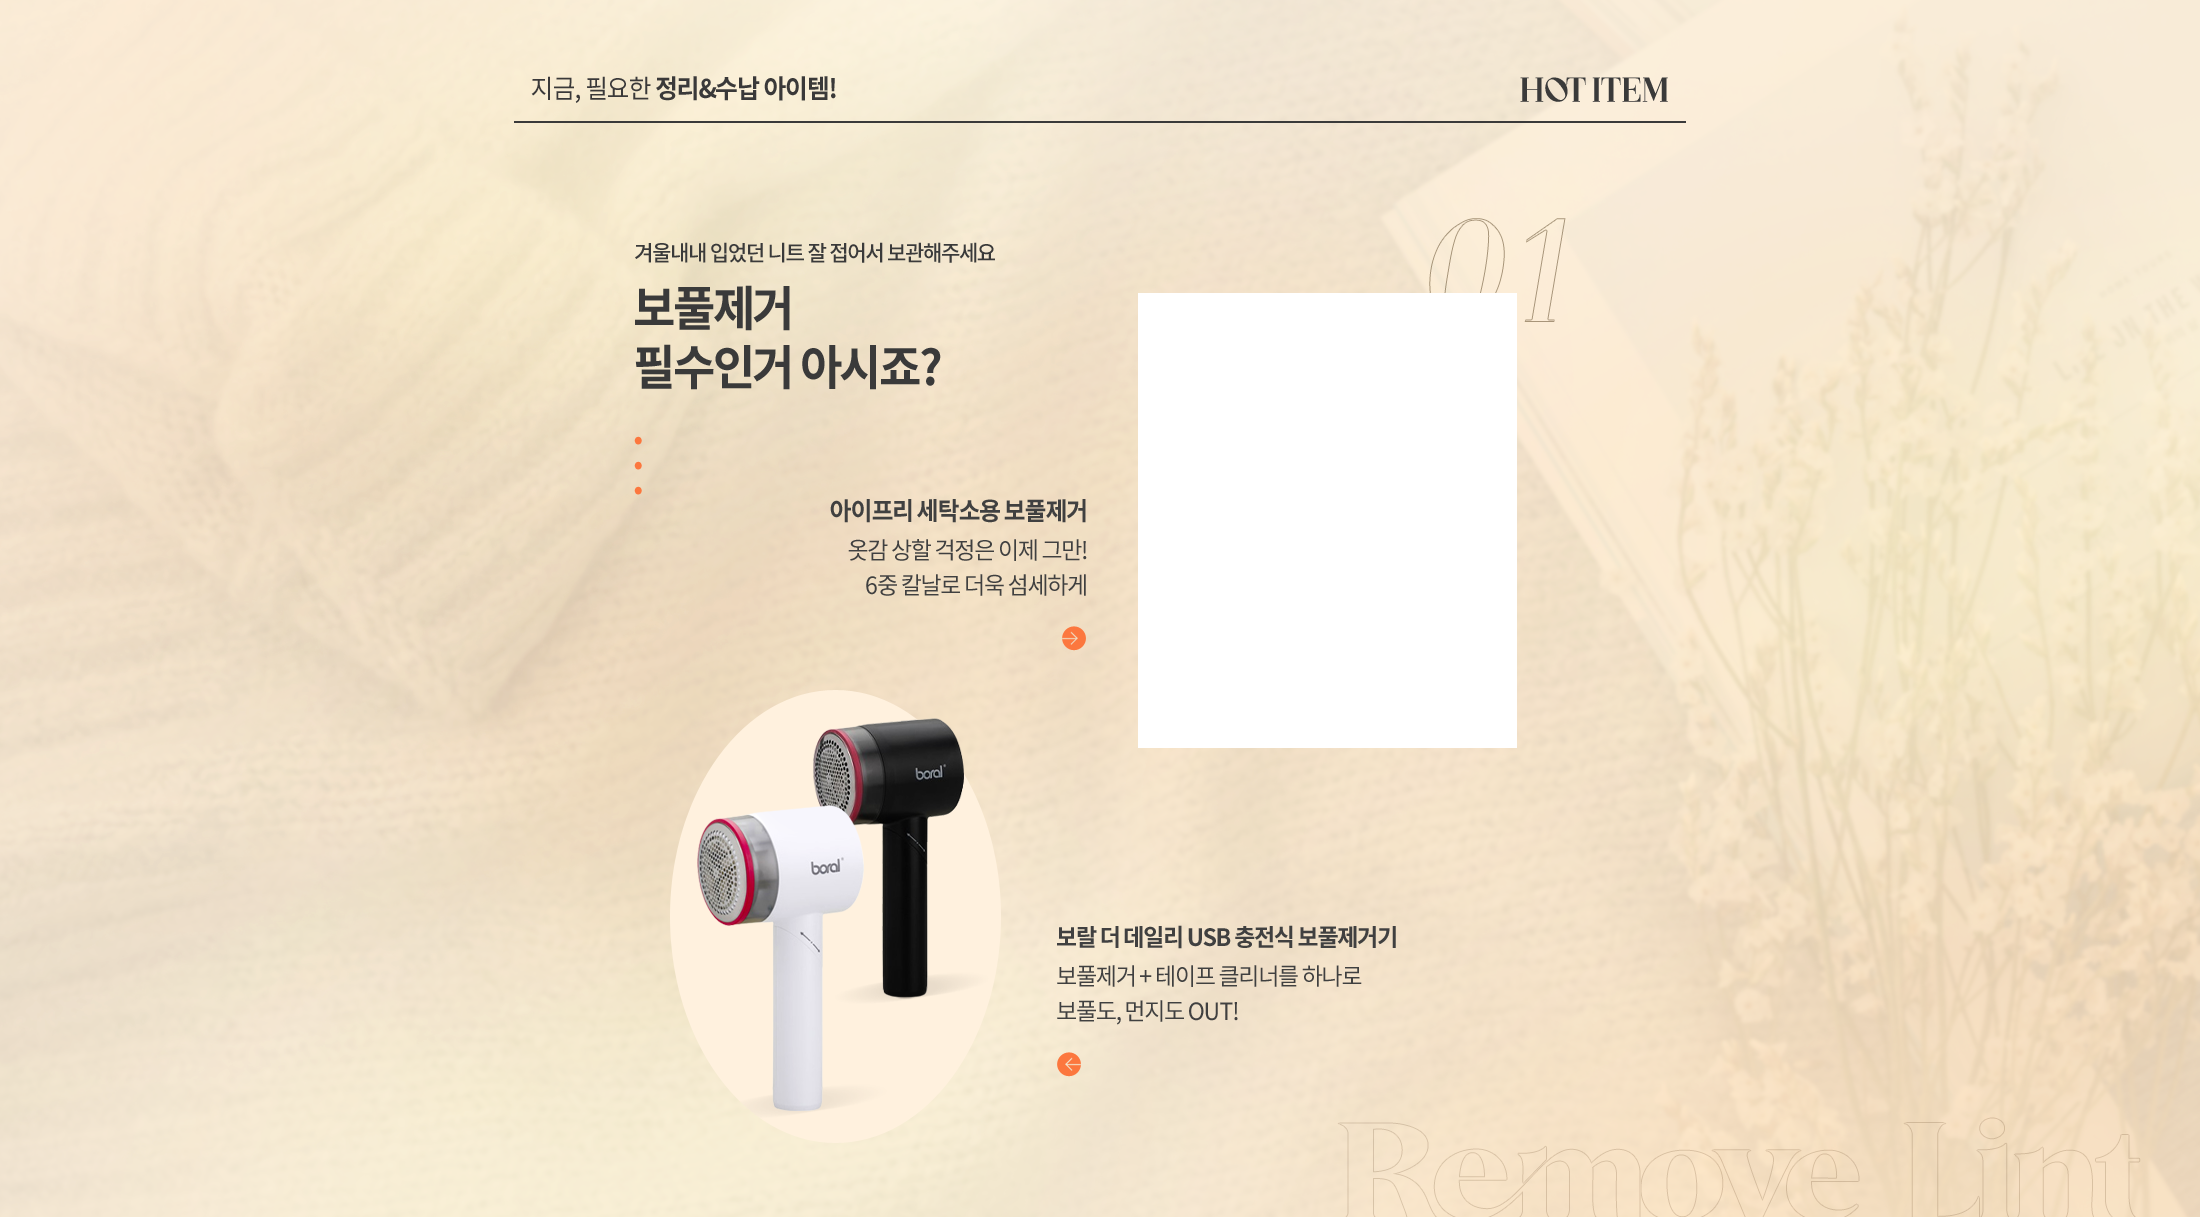 지금, 필요한 정리&수납 아이템!
HOT ITEM
01
겨울내내 입었던 니트 잘 접어서 보관해주세요
보풀제거
필수인거 아시죠?
아이프리 세탁소용 보풀제거
옷감 상할 걱정은 이제 그만!
6중 칼날로 더욱 섬세하게
boral
boral
보랄 더 데일리 USB 충전식 보풀제거기
보풀제거 + 테이프 클리너를 하나로
보풀도, 먼지도 OUT!
Remove Lint